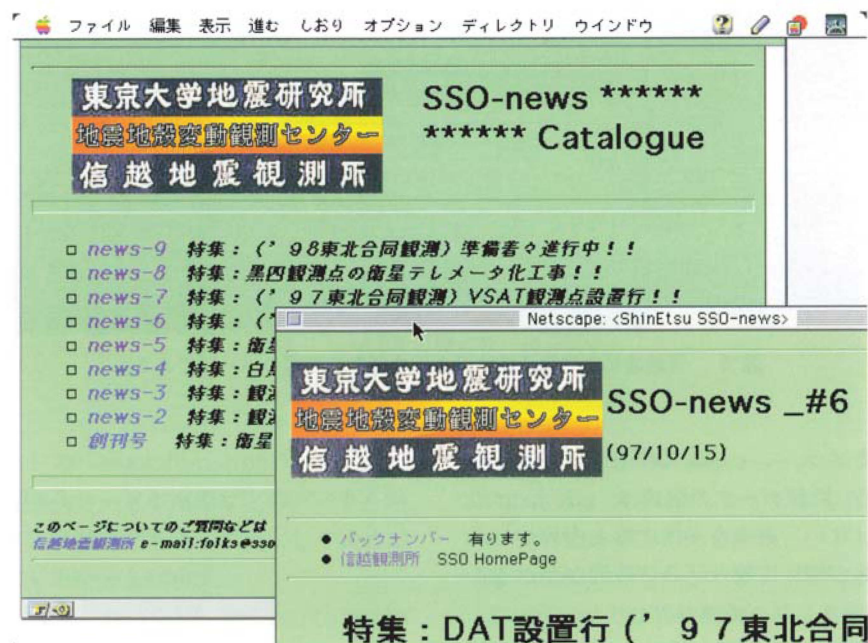 ファイル 編集 表示 進む しおり オプション ディレクトリ ウインドウ
東京大学地震研究所
地震地殻変動観測センター
信越地震観測所
SSO-news ******
****** Catalogue
news-9 特集：（’９８東北合同観測）準備着々進行中！！
news-8 特集：黒四観測点の衛星テレメータ化工事！！
news-7 特集：（’９７東北合同観測）VSAT観測点設置行！！
news-6 特集：（’
news-5 特集：衛星
news-4 特集：白馬
news-3 特集：観測
news-2 特集：観測
創刊号 特集：衛星
このページについてのご質問などは
信越地震観測所 e-mail:folks@sso
Netscape: <ShinEtsu SSO-news>
東京大学地震研究所
地震地殻変動観測センター
信越地震観測所
SSO-news _#6
(97/10/15)
バックナンバー 有ります。
信越観測所 SSO HomePage
特集：DAT設置行（’９７東北合同